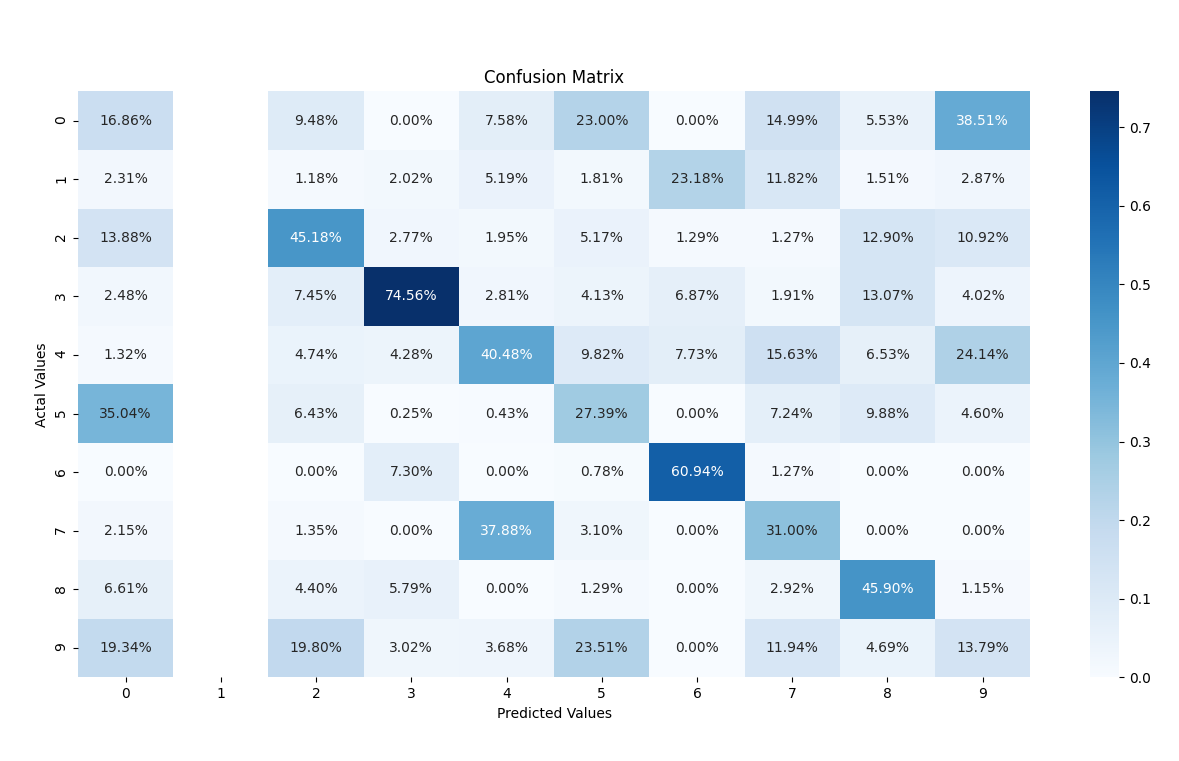 Confusion Matrix
0 16.86% 9.48% 0.00% 7.58% 23.00% 0.00% 14.99% 5.53% 38.51%
1 2.31% 1.18% 2.02% 5.19% 1.81% 23.18% 11.82% 1.51% 2.87%
2 13.88% 45.18% 2.77% 1.95% 5.17% 1.29% 1.27% 12.90% 10.92%
3 2.48% 7.45% 74.56% 2.81% 4.13% 6.87% 1.91% 13.07% 4.02%
4 1.32% 4.74% 4.28% 40.48% 9.82% 7.73% 15.63% 6.53% 24.14%
5 35.04% 6.43% 0.25% 0.43% 27.39% 0.00% 7.24% 9.88% 4.60%
6 0.00% 0.00% 7.30% 0.00% 0.78% 60.94% 1.27% 0.00% 0.00%
7 2.15% 1.35% 0.00% 37.88% 3.10% 0.00% 31.00% 0.00% 0.00%
8 6.61% 4.40% 5.79% 0.00% 1.29% 0.00% 2.92% 45.90% 1.15%
9 19.34% 19.80% 3.02% 3.68% 23.51% 0.00% 11.94% 4.69% 13.79%
0 1 2 3 4 5 6 7 8 9
Predicted Values
Actal Values
0.7
0.6
0.5
0.4
0.3
0.2
0.1
0.0